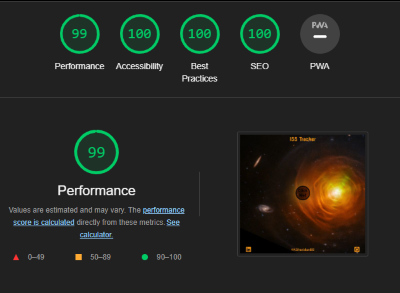 99
100
100
100
PWA
Performance
Accessibility
Best
Practices
SEO
PWA
99
Performance
Values are estimated and may vary. The performance
score is calculated directly from these metrics. See
calculator.
0–49
50–89
90–100
ISS Tracker